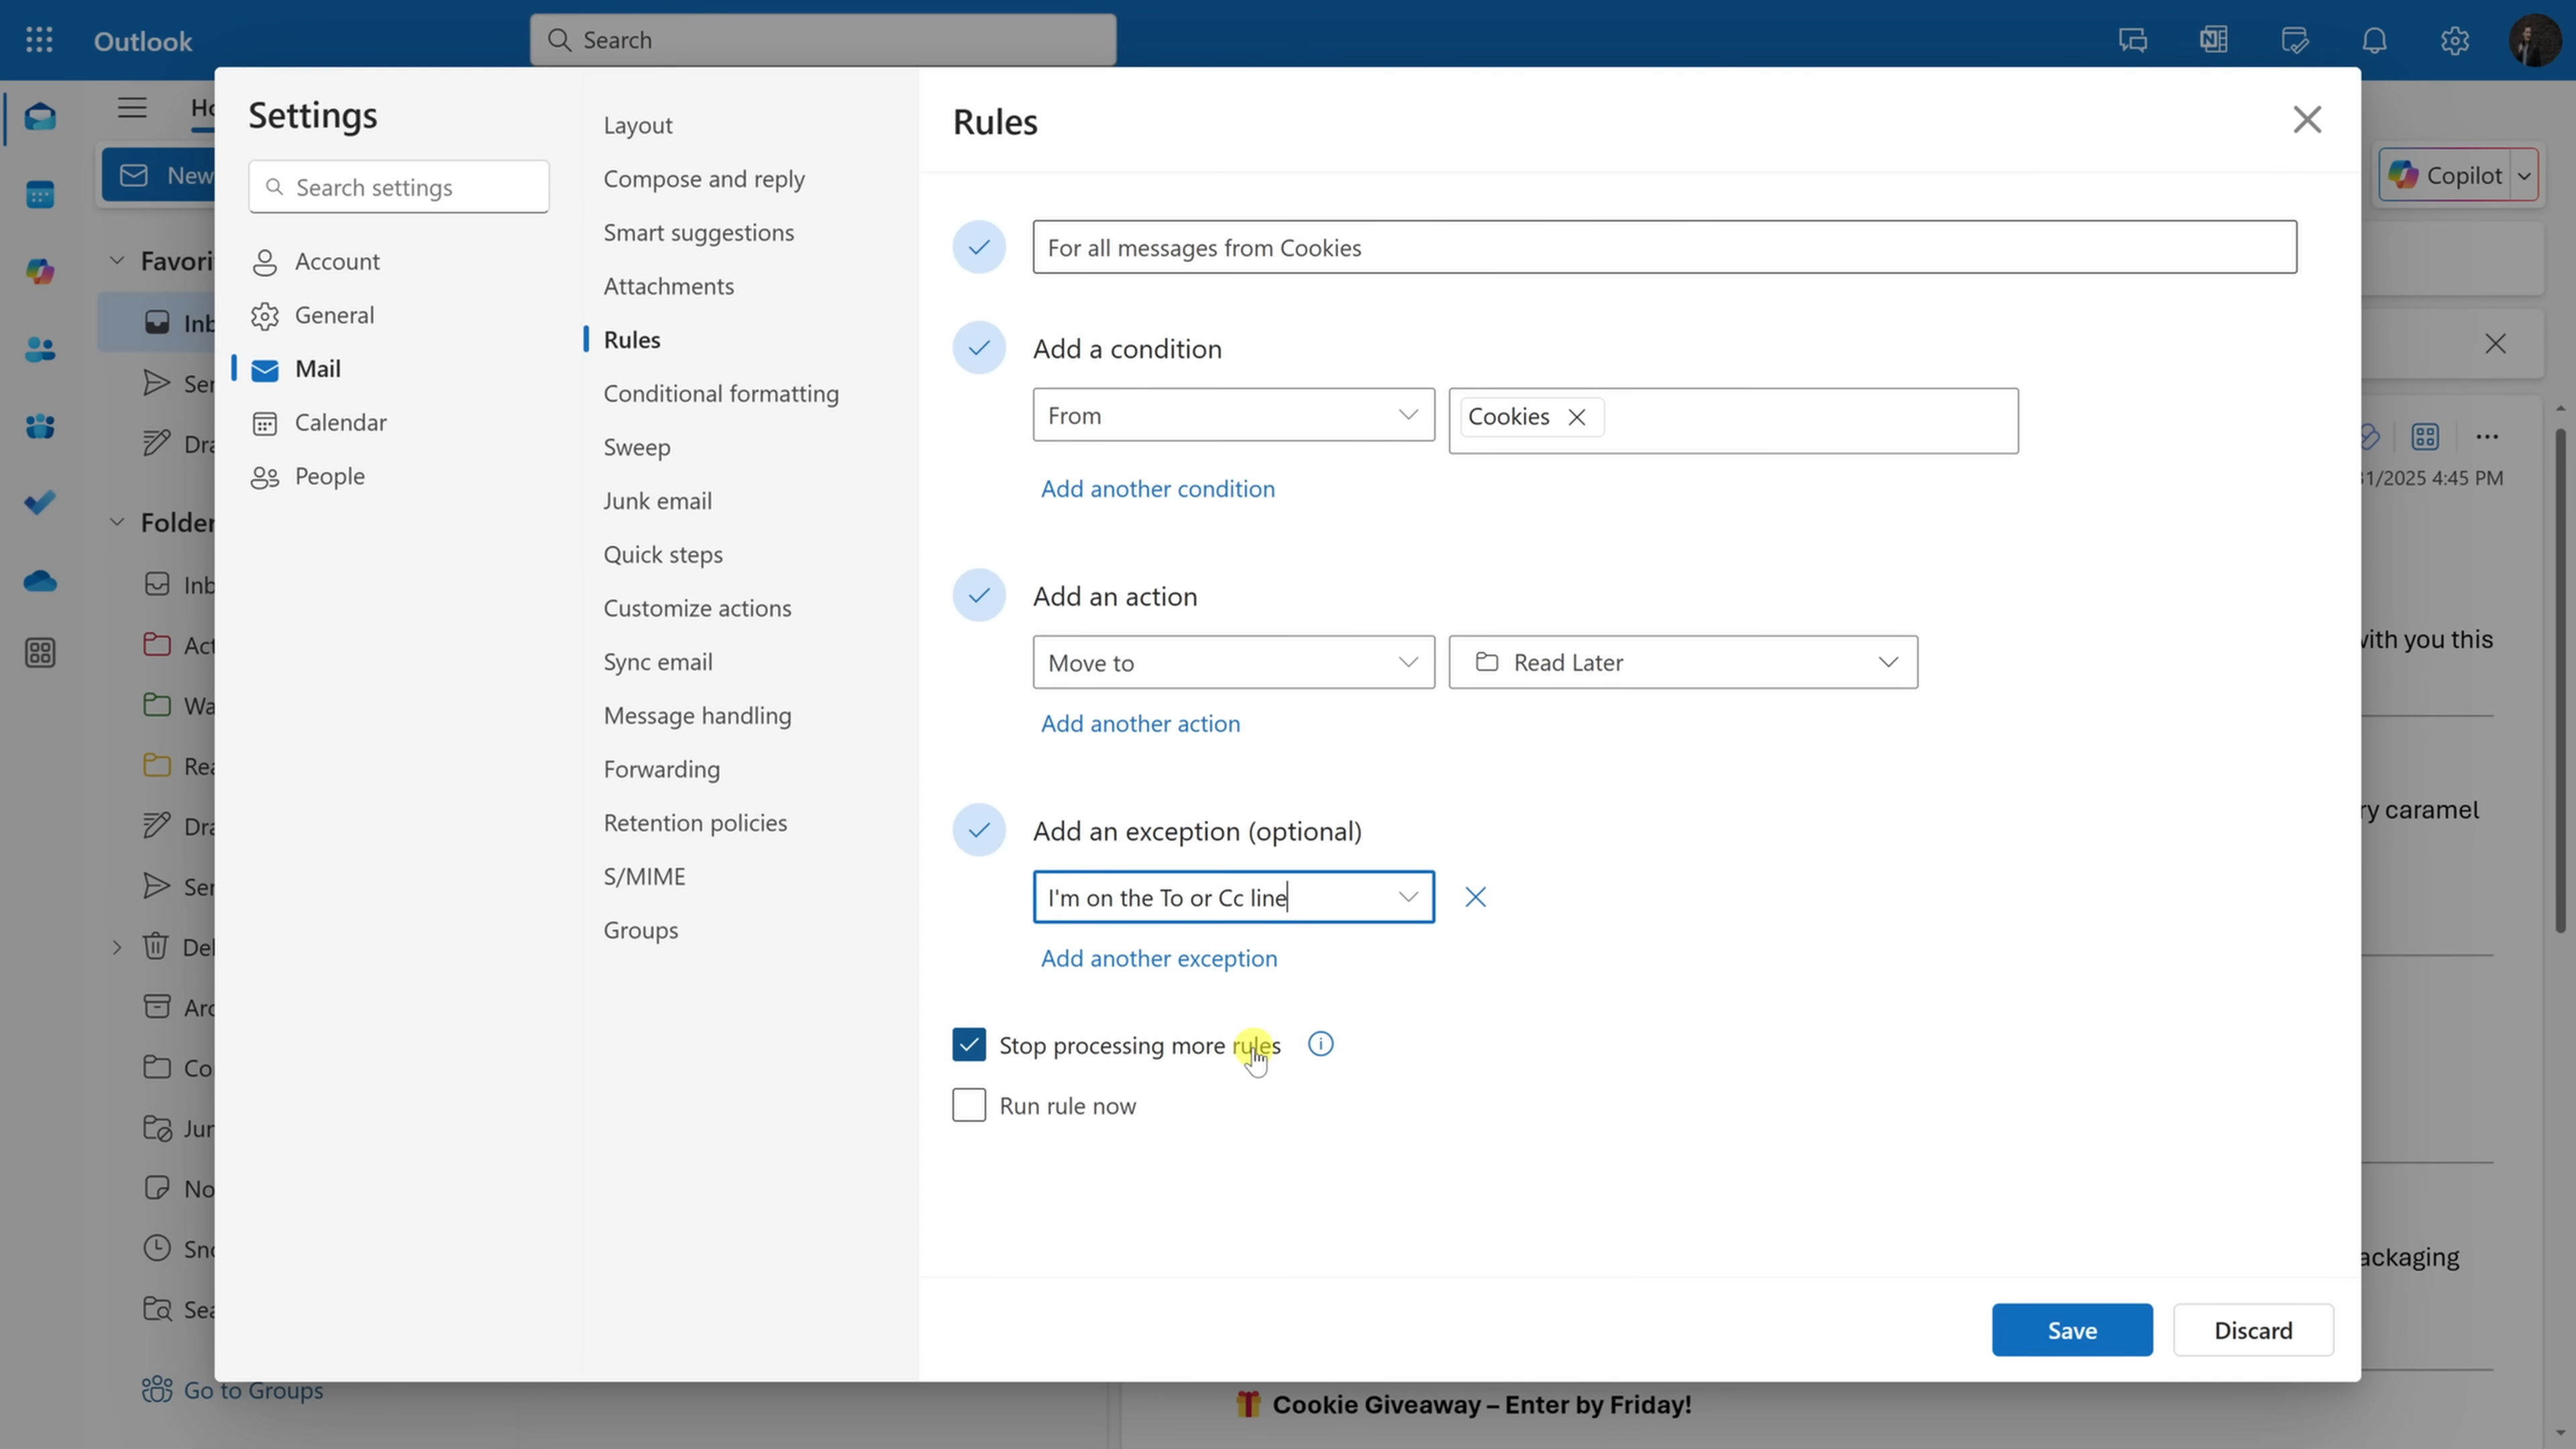 Outlook
Search
Settings
Search settings
Account
General
Mail
Calendar
People
Layout
Compose and reply
Smart suggestions
Attachments
Rules
Conditional formatting
Sweep
Junk email
Quick steps
Customize actions
Sync email
Message handling
Forwarding
Retention policies
S/MIME
Groups
Rules
For all messages from Cookies
Add a condition
From
Cookies
Add another condition
Add an action
Move to
Read Later
Add another action
Add an exception (optional)
I'm on the To or Cc line
Add another exception
Stop processing more rules
Run rule now
Save
Discard
New
Favori
Inb
Ser
Dra
Folder
Inb
Act
Wa
Rea
Dra
Ser
Del
Arc
Co
Jur
No
Sno
Sea
Go to Groups
Copilot
31/2025 4:45 PM
with you this
ry caramel
ackaging
Cookie Giveaway – Enter by Friday!